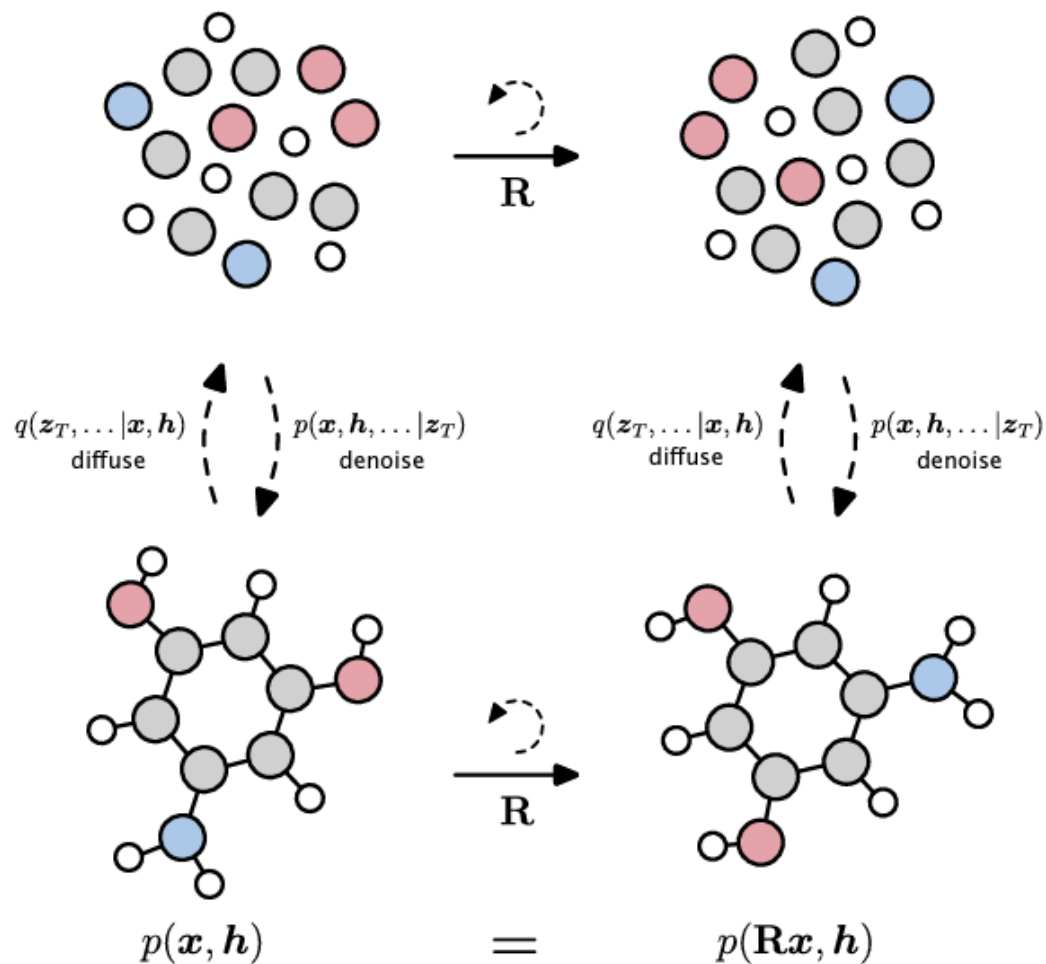 R
q(z_T, … |x, h)
diffuse
p(x, h, … |z_T)
denoise
q(z_T, … |x, h)
diffuse
p(x, h, … |z_T)
denoise
R
p(x, h) = p(Rx, h)